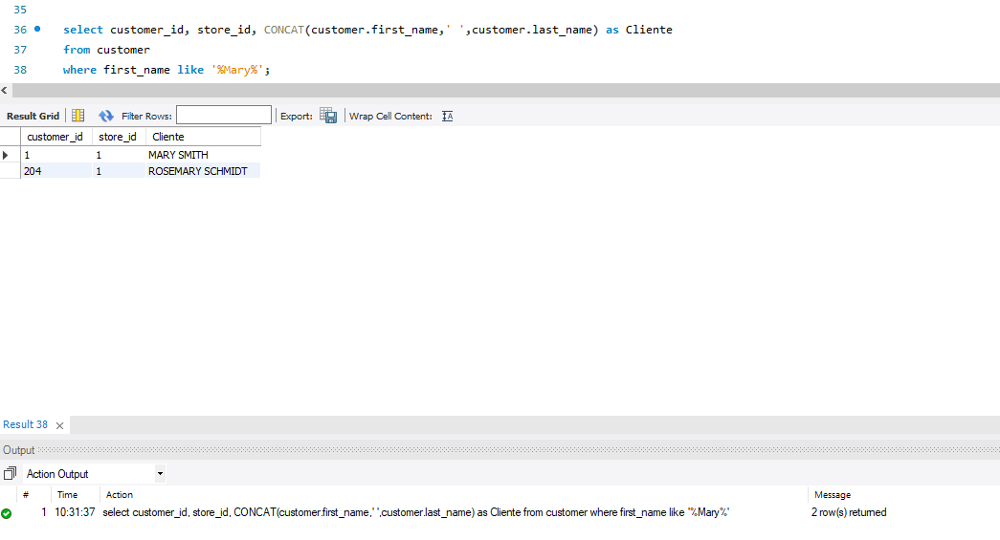 35
36 select customer_id, store_id, CONCAT(customer.first_name,' ',customer.last_name) as Cliente
37 from customer
38 where first_name like '%Mary%';
Result Grid Filter Rows: Export: Wrap Cell Content: IA
customer_id store_id Cliente
1 1 MARY SMITH
204 1 ROSEMARY SCHMIDT
Result 38
Output
Action Output
# Time Action Message
1 10:31:37 select customer_id, store_id, CONCAT(customer.first_name,' ',customer.last_name) as Cliente from customer where first_name like '%Mary%' 2 row(s) returned